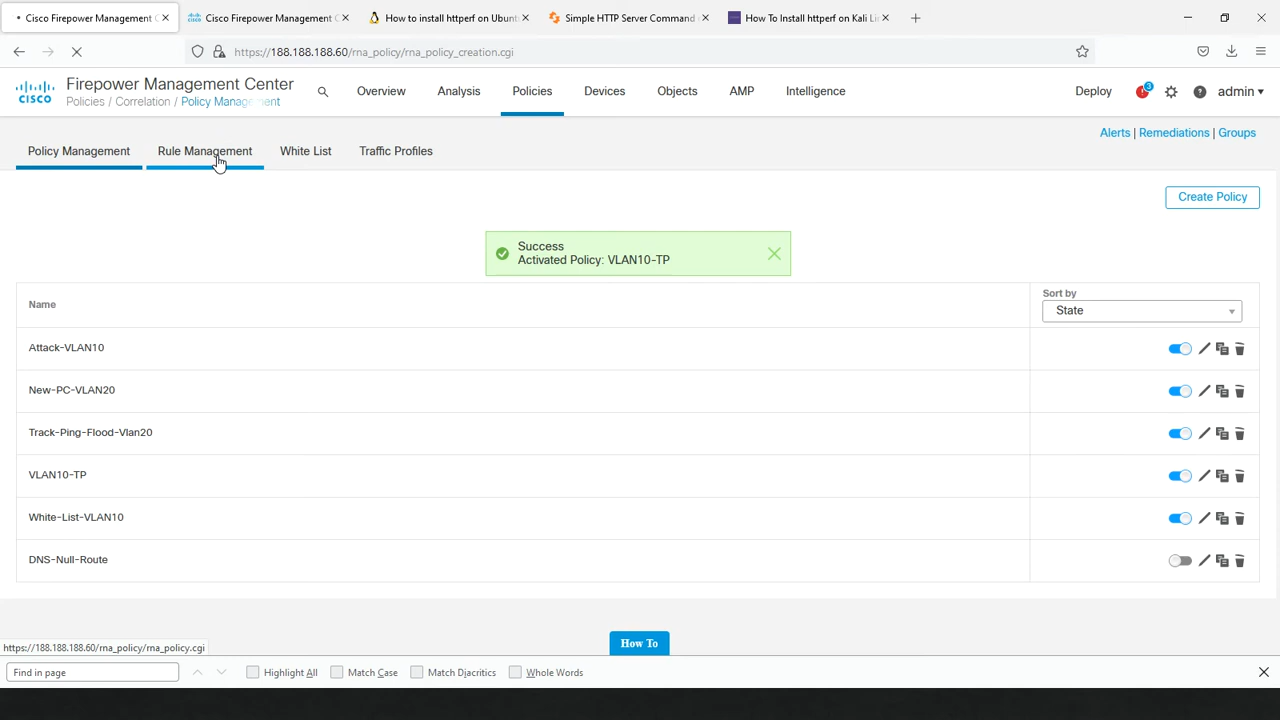 Cisco Firepower Management C
Cisco Firepower Management C
How to install httperf on Ubunt
Simple HTTP Server Command
How To Install httperf on Kali Li
https://188.188.188.60/rna_policy/rna_policy_creation.cgi
CISCO
Firepower Management Center
Policies / Corrélation / Policy Management
Overview
Analysis
Policies
Devices
Objects
AMP
Intelligence
Deploy
3
admin
Alerts | Remediations | Groups
Policy Management
Rule Management
White List
Traffic Profiles
Create Policy
Success
Activated Policy: VLAN10-TP
Name
Sort by
State
Attack-VLAN10
New-PC-VLAN20
Track-Ping-Flood-Vlan20
VLAN10-TP
White-List-VLAN10
DNS-Null-Route
How To
https://188.188.188.60/rna_policy/rna_policy.cgi
Find in page
Highlight All
Match Case
Match Diacritics
Whole Words